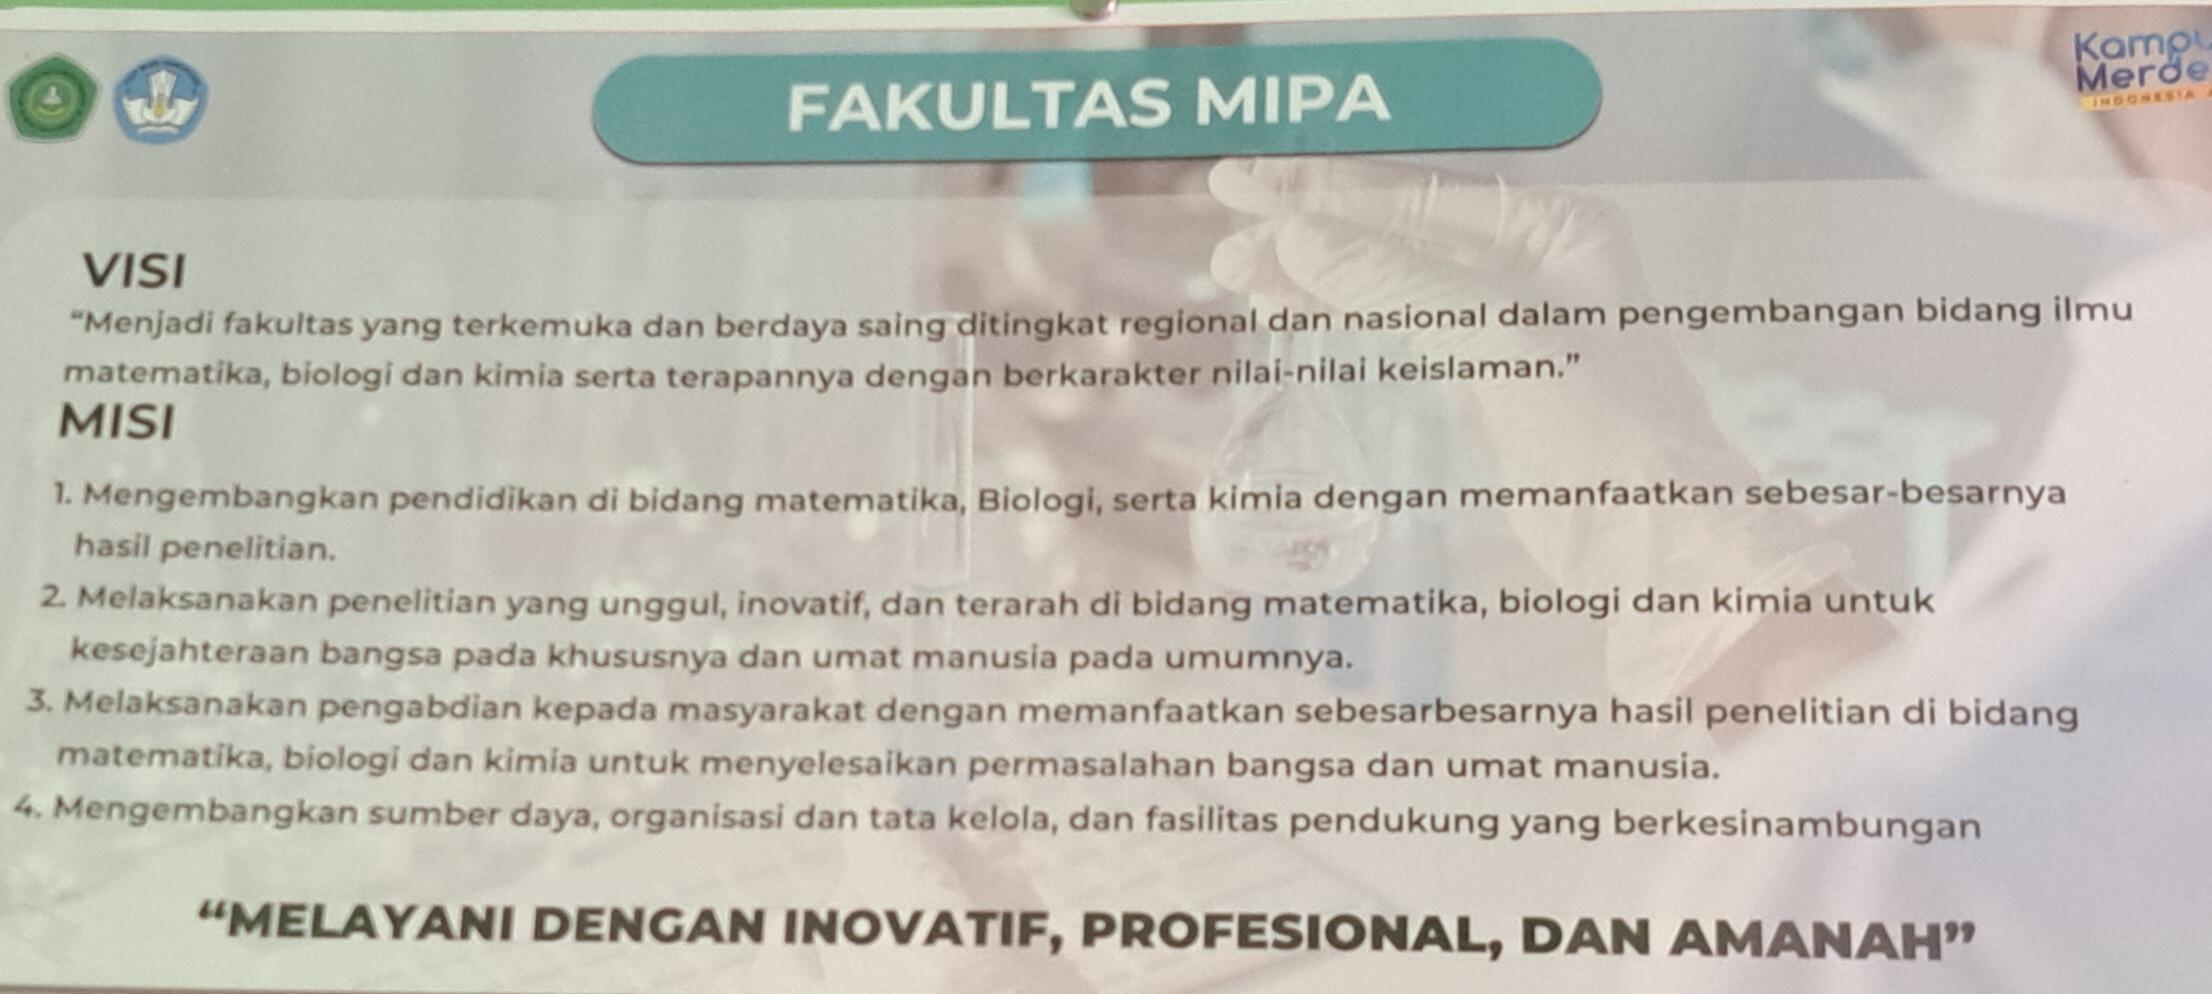 FAKULTAS MIPA
Merde
INDONESIA
VISI
“Menjadi fakultas yang terkemuka dan berdaya saing ditingkat regional dan nasional dalam pengembangan bidang ilmu
matematika, biologi dan kimia serta terapannya dengan berkarakter nilai-nilai keislaman.”
MISI
1. Mengembangkan pendidikan di bidang matematika, Biologi, serta kimia dengan memanfaatkan sebesar-besarnya
hasil penelitian.
2. Melaksanakan penelitian yang unggul, inovatif, dan terarah di bidang matematika, biologi dan kimia untuk
kesejahteraan bangsa pada khususnya dan umat manusia pada umumnya.
3. Melaksanakan pengabdian kepada masyarakat dengan memanfaatkan sebesarbesarnya hasil penelitian di bidang
matematika, biologi dan kimia untuk menyelesaikan permasalahan bangsa dan umat manusia.
4. Mengembangkan sumber daya, organisasi dan tata kelola, dan fasilitas pendukung yang berkesinambungan
“MELAYANI DENGAN INOVATIF, PROFESIONAL, DAN AMANAH”